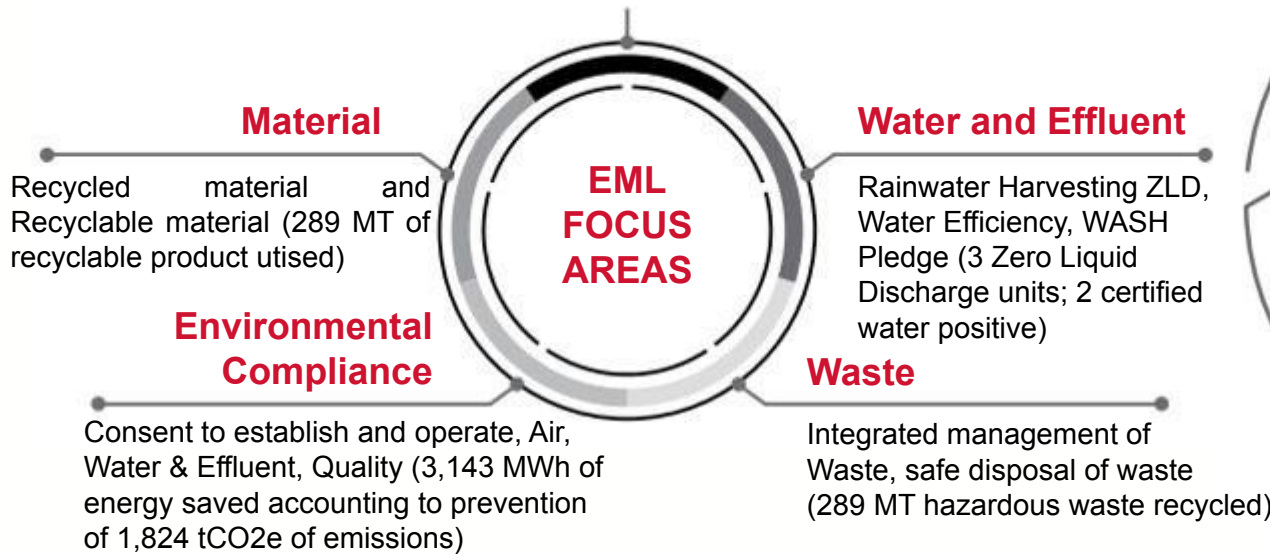 Material
Recycled material and
Recyclable material (289 MT of
recyclable product utised)
EML
FOCUS
AREAS
Water and Effluent
Rainwater Harvesting ZLD,
Water Efficiency, WASH
Pledge (3 Zero Liquid
Discharge units; 2 certified
water positive)
Environmental
Compliance
Consent to establish and operate, Air,
Water & Effluent, Quality (3,143 MWh of
energy saved accounting to prevention
of 1,824 tCO2e of emissions)
Waste
Integrated management of
Waste, safe disposal of waste
(289 MT hazardous waste recycled)